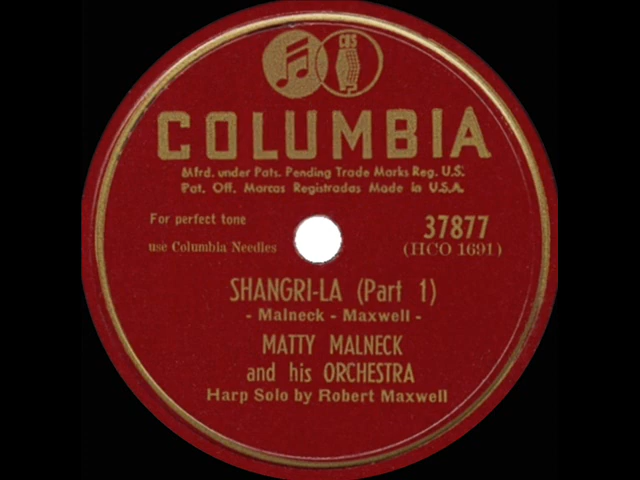 CBS
COLUMBIA
Mfrd. under Pats. Pending Trade Marks Reg. U.S.
Pat. Off. Marcas Registradas Made in U.S.A.
For perfect tone
use Columbia Needles
37877
(HCO 1691)
SHANGRI-LA (Part 1)
- Malneck - Maxwell -
MATTY MALNECK
and his ORCHESTRA
Harp Solo by Robert Maxwell